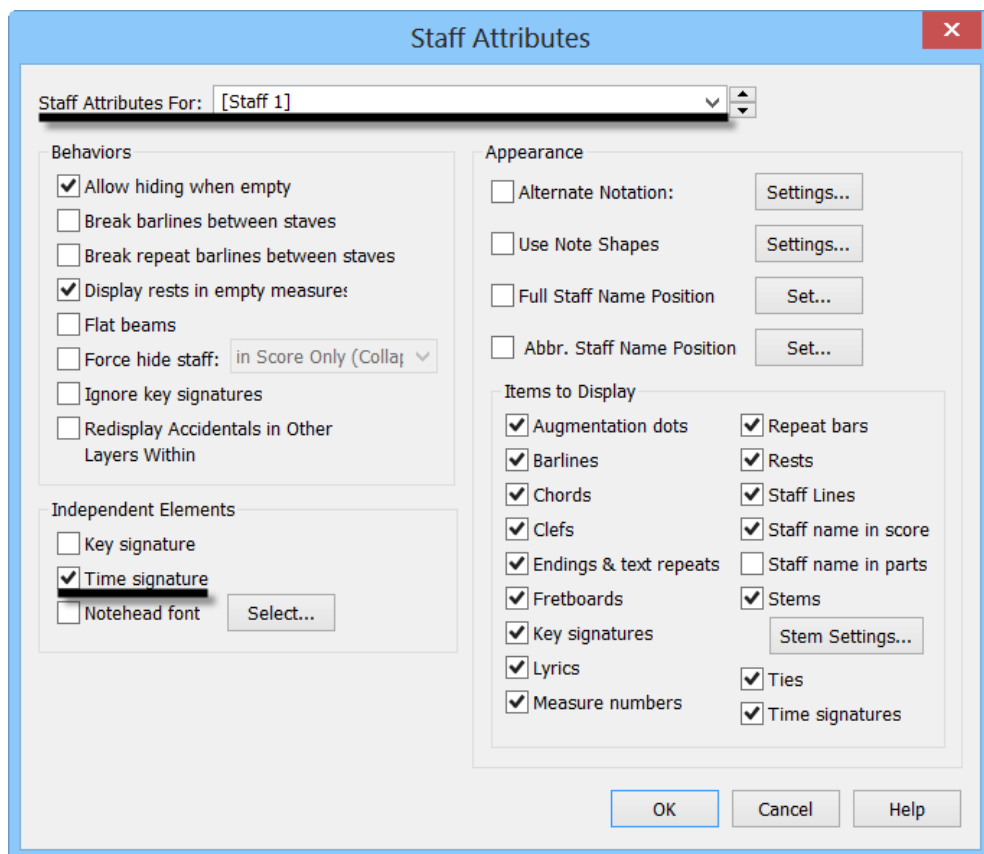 Staff Attributes
Staff Attributes For: [Staff 1]
Behaviors
Allow hiding when empty
Break barlines between staves
Break repeat barlines between staves
Display rests in empty measures
Flat beams
Force hide staff: in Score Only (Collap
Ignore key signatures
Redisplay Accidentals in Other
Layers Within
Independent Elements
Key signature
Time signature
Notehead font Select...
Appearance
Alternate Notation: Settings...
Use Note Shapes Settings...
Full Staff Name Position Set...
Abbr. Staff Name Position Set...
Items to Display
Augmentation dots
Barlines
Chords
Clefs
Endings & text repeats
Fretboards
Key signatures
Lyrics
Measure numbers
Repeat bars
Rests
Staff Lines
Staff name in score
Staff name in parts
Stems
Stem Settings...
Ties
Time signatures
OK Cancel Help